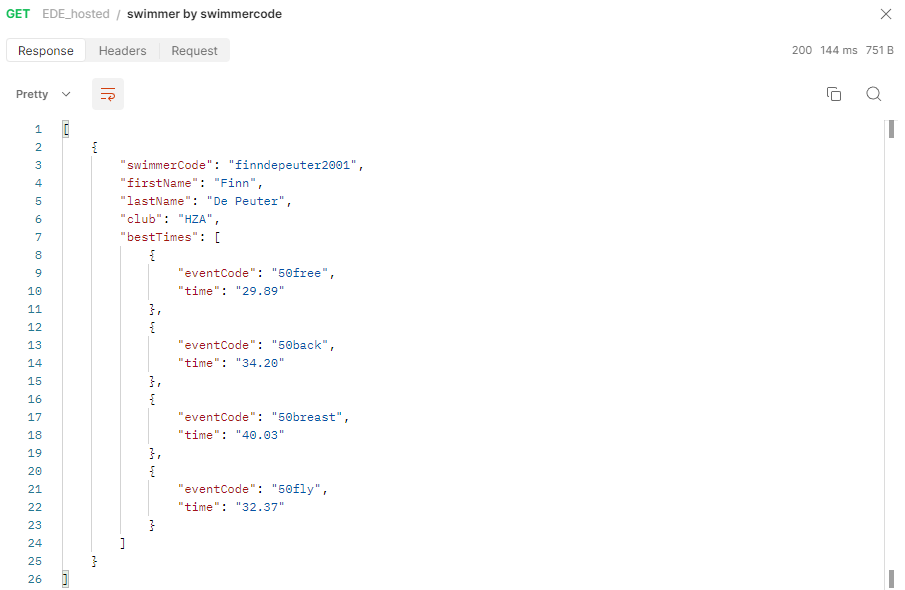 GET EDE_hosted / swimmer by swimmercode
Response Headers Request 200 144 ms 751 B
Pretty
1 [
2 {
3 "swimmerCode": "finndepeuter2001",
4 "firstName": "Finn",
5 "lastName": "De Peuter",
6 "club": "HZA",
7 "bestTimes": [
8 {
9 "eventCode": "50free",
10 "time": "29.89"
11 },
12 {
13 "eventCode": "50back",
14 "time": "34.20"
15 },
16 {
17 "eventCode": "50breast",
18 "time": "40.03"
19 },
20 {
21 "eventCode": "50fly",
22 "time": "32.37"
23 }
24 ]
25 }
26 ]